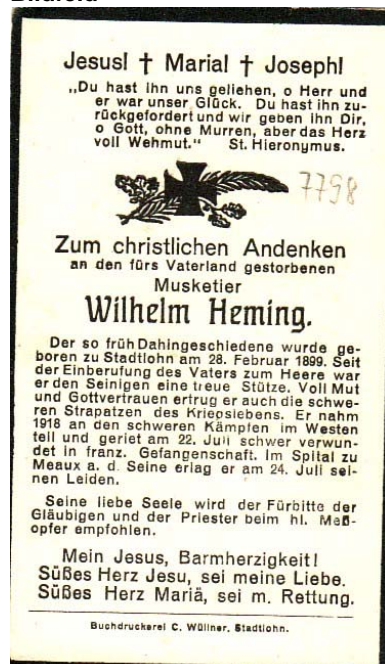 Jesus! † Maria! † Joseph!
„Du hast ihn uns geliehen, o Herr und
er war unser Glück. Du hast ihn zu-
rückgefordert und wir geben ihn Dir,
o Gott, ohne Murren, aber das Herz
voll Wehmut.“ St. Hieronymus.
7798
Zum christlichen Andenken
an den fürs Vaterland gestorbenen
Musketier
Wilhelm Heming.
Der so früh Dahingeschiedene wurde ge-
boren zu Stadtlohn am 28. Februar 1899. Seit
der Einberufung des Vaters zum Heere war
er den Seinigen eine treue Stütze. Voll Mut
und Gottvertrauen ertrug er auch die schwe-
ren Strapatzen des Kriegslebens. Er nahm
1918 an den schweren Kämpfen im Westen
teil und geriet am 22. Juli schwer verwun-
det in franz. Gefangenschaft. Im Spital zu
Meaux a. d. Seine erlag er am 24. Juli sei-
nen Leiden.
Seine liebe Seele wird der Fürbitte der
Gläubigen und der Priester beim hl. Meß-
opfer empfohlen.
Mein Jesus, Barmherzigkeit!
Süßes Herz Jesu, sei meine Liebe.
Süßes Herz Mariä, sei m. Rettung.
Buchdruckerei C. Wüllner, Stadtlohn.